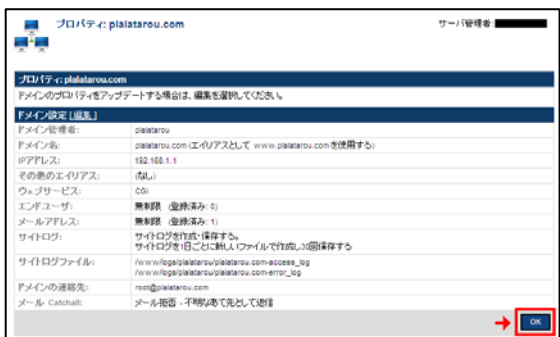 プロパティ: plalatarou.com
サーバ管理者:
プロパティ: plalatarou.com
ドメインのプロパティをアップデートする場合は、編集を選択してください。
ドメイン設定 [編集]
ドメイン管理者: plalatarou
ドメイン名: plalatarou.com (エイリアスとして www.plalatarou.com を使用する)
IPアドレス: 192.168.1.1
その他のエイリアス: (なし)
ウェブサービス: CGI
エンドユーザ: 無制限 (登録済み: 0)
メールアドレス: 無制限 (登録済み: 1)
サイトログ: サイトログを作成・保存する。
サイトログを1日ごとに新しいファイルで作成し30回保存する
サイトログファイル: /www/logs/plalatarou/plalatarou.com-access_log
/www/logs/plalatarou/plalatarou.com-error_log
ドメインの連絡先: root@plalatarou.com
メール Catchall: メール拒否 - 不明なあて先として返信
OK